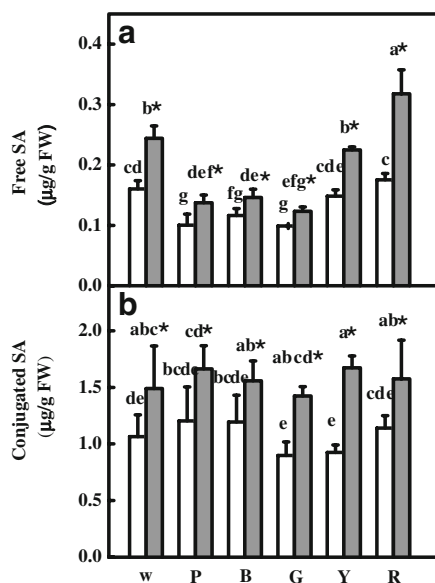 a
0.4
0.3
0.2
0.1
0.0
Free SA
(µg/g FW)
cd
b*
g
def*
fg
de*
g
efg*
cde
b*
c
a*
b
2.0
1.5
1.0
0.5
0.0
Conjugated SA
(µg/g FW)
de
abc*
bcde
cd*
bcde
ab*
e
ab cd*
e
a*
cde
ab*
w P B G Y R